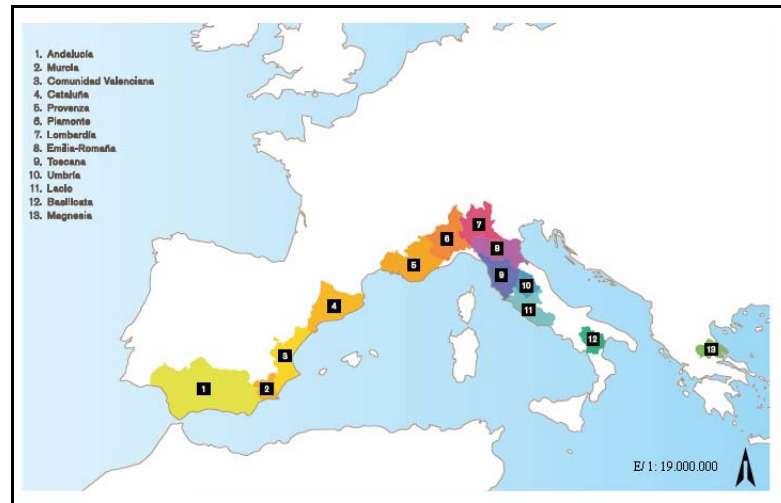 1. Andalucía
2. Murcia
3. Comunidad Valenciana
4. Cataluña
5. Provenza
6. Piamonte
7. Lombardía
8. Emilia-Romaña
9. Toscana
10. Umbría
11. Lacio
12. Basilicata
13. Magnesia
7
6
8
5
9
10
4
11
12
13
3
1
2
E/ 1: 19.000.000